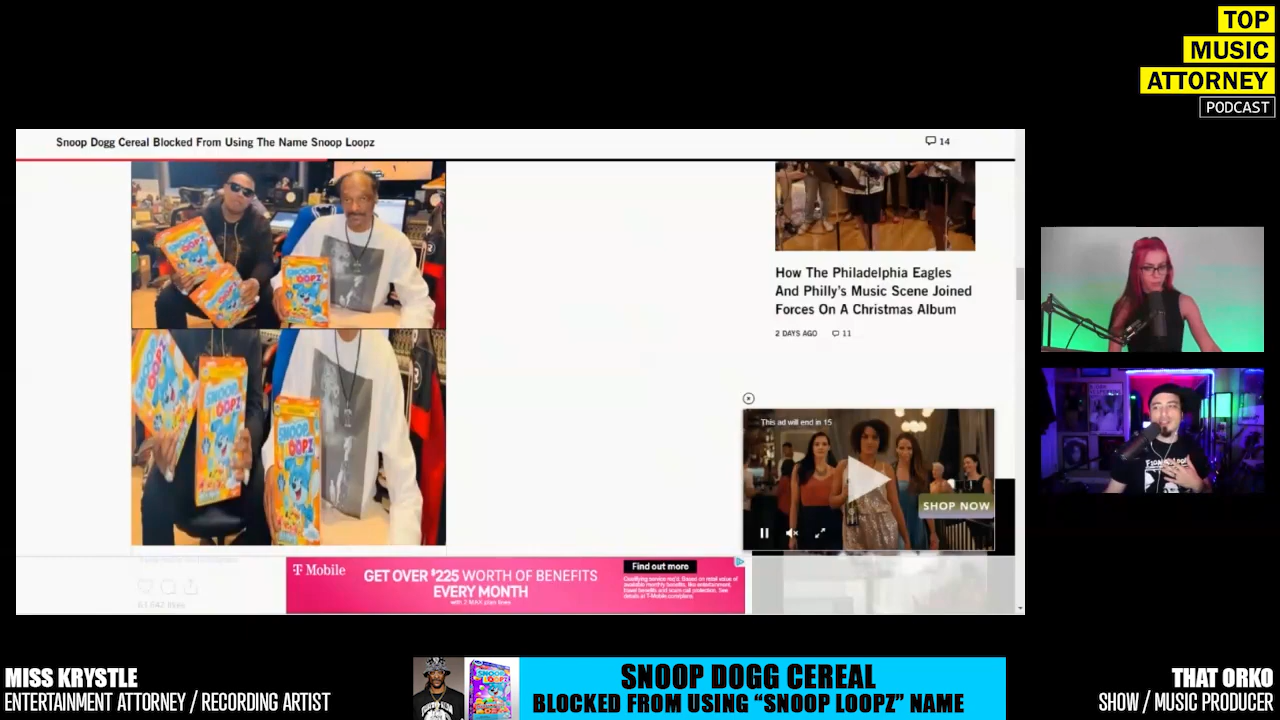 TOP
MUSIC
ATTORNEY
PODCAST
Snoop Dogg Cereal Blocked From Using The Name Snoop Loopz
14
SNOOP
LOOPZ
How The Philadelphia Eagles
And Philly's Music Scene Joined
Forces On A Christmas Album
2 DAYS AGO
11
This ad will end in 15
SHOP NOW
T Mobile
GET OVER $225 WORTH OF BENEFITS
EVERY MONTH
Find out more
MISS KRYSTLE
ENTERTAINMENT ATTORNEY / RECORDING ARTIST
SNOOP DOGG CEREAL
BLOCKED FROM USING “SNOOP LOOPZ” NAME
THAT ORKO
SHOW / MUSIC PRODUCER